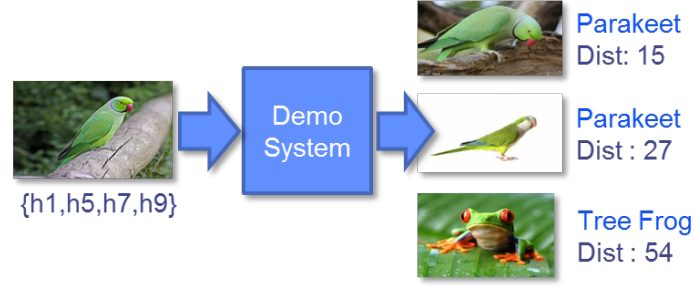 {h1,h5,h7,h9}
Demo
System
Parakeet
Dist: 15
Parakeet
Dist : 27
Tree Frog
Dist : 54